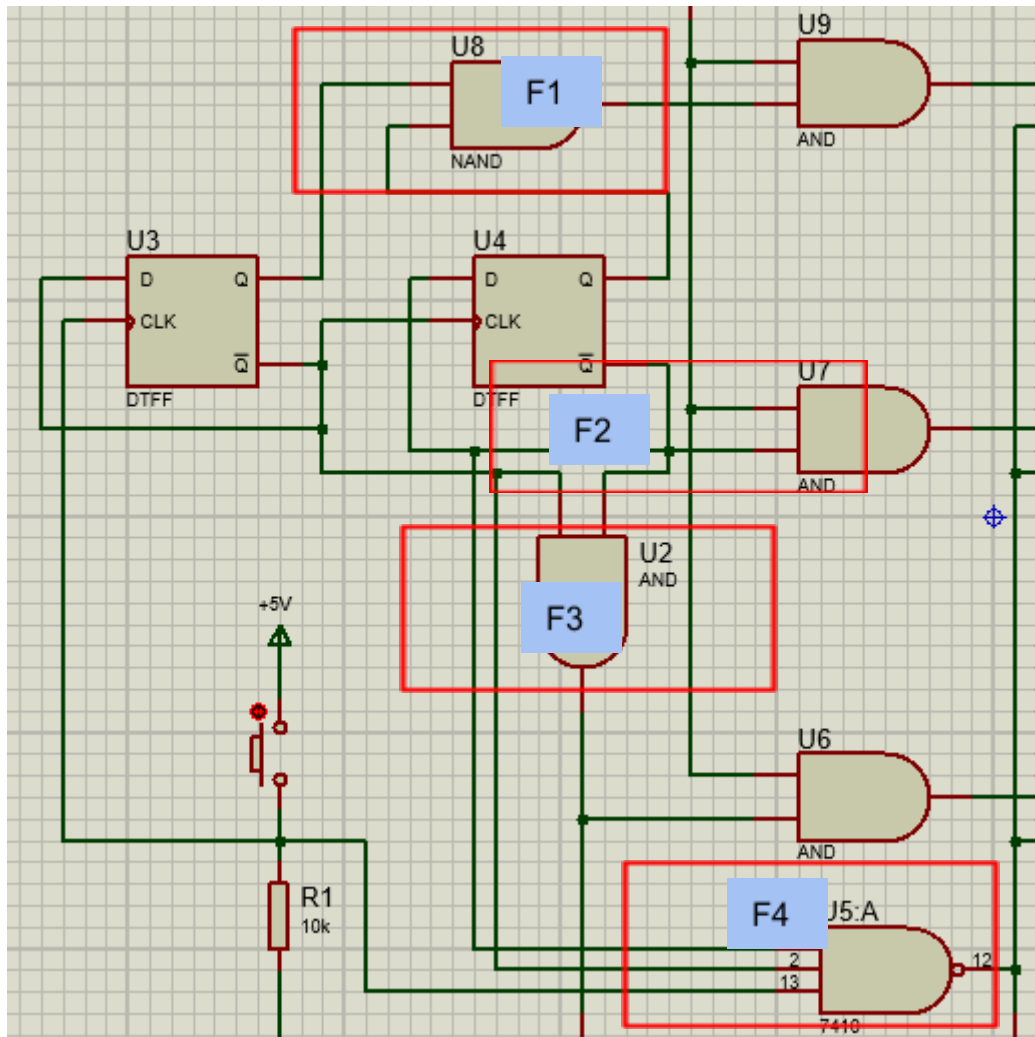 U9
U8
F1
AND
NAND
U3
U4
D
Q
D
Q
CLK
CLK
Q
Q
U7
DTFF
DTFF
F2
AND
U2
AND
+5V
F3
U6
AND
R1
10k
F4
U5:A
2
12
13
7410